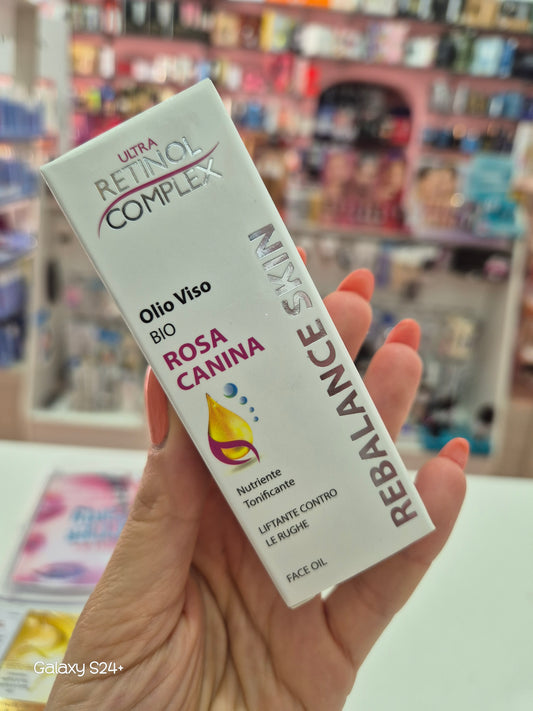 ULTRA
RETINOL
COMPLEX
Olio Viso
BIO
ROSA
CANINA
REBALANCE SKIN
Nutriente
Tonificante
LIFTANTE CONTRO
LE RUGHE
FACE OIL
Galaxy S24+